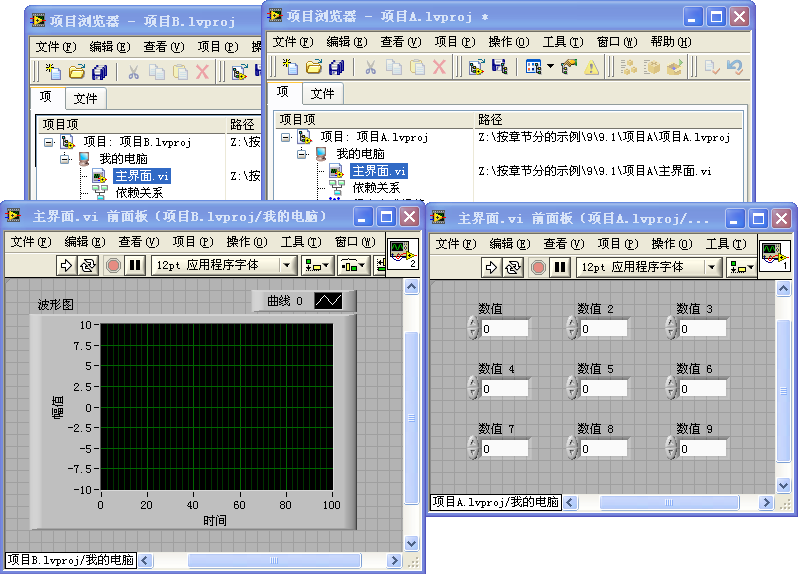 项目浏览器 - 项目B.lvproj
文件(F) 编辑(E) 查看(V) 项目(P) 操
项 文件
项目项 路径
项目: 项目B.lvproj Z:\按
我的电脑
主界面.vi Z:\按
依赖关系
项目浏览器 - 项目A.lvproj *
文件(F) 编辑(E) 查看(V) 项目(P) 操作(O) 工具(T) 窗口(W) 帮助(H)
项 文件
项目项 路径
项目: 项目A.lvproj Z:\按章节分的示例\9\9.1\项目A\项目A.lvproj
我的电脑
主界面.vi Z:\按章节分的示例\9\9.1\项目A\主界面.vi
依赖关系
主界面.vi 前面板 (项目B.lvproj/我的电脑)
文件(F) 编辑(E) 查看(V) 项目(P) 操作(O) 工具(T) 窗口(W)
2
12pt 应用程序字体
波形图 曲线 0
幅值
10
7.5
5
2.5
0
-2.5
-5
-7.5
-10
0 20 40 60 80 100
时间
项目B.lvproj/我的电脑
主界面.vi 前面板 (项目A.lvproj/...
文件(F) 编辑(E) 查看(V) 项目(P) 操作(O) 工具(T)
1
12pt 应用程序字体
数值 数值 2 数值 3
0 0 0
数值 4 数值 5 数值 6
0 0 0
数值 7 数值 8 数值 9
0 0 0
项目A.lvproj/我的电脑